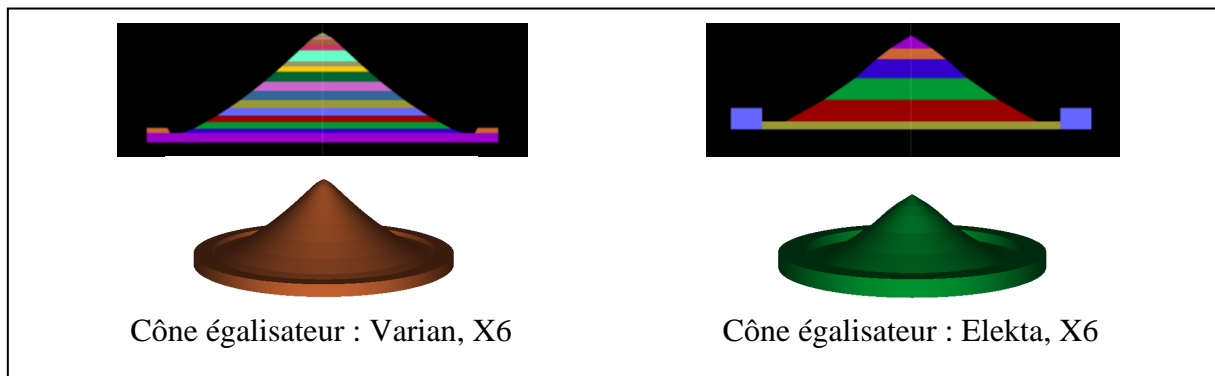 Cône égalisateur : Varian, X6
Cône égalisateur : Elekta, X6